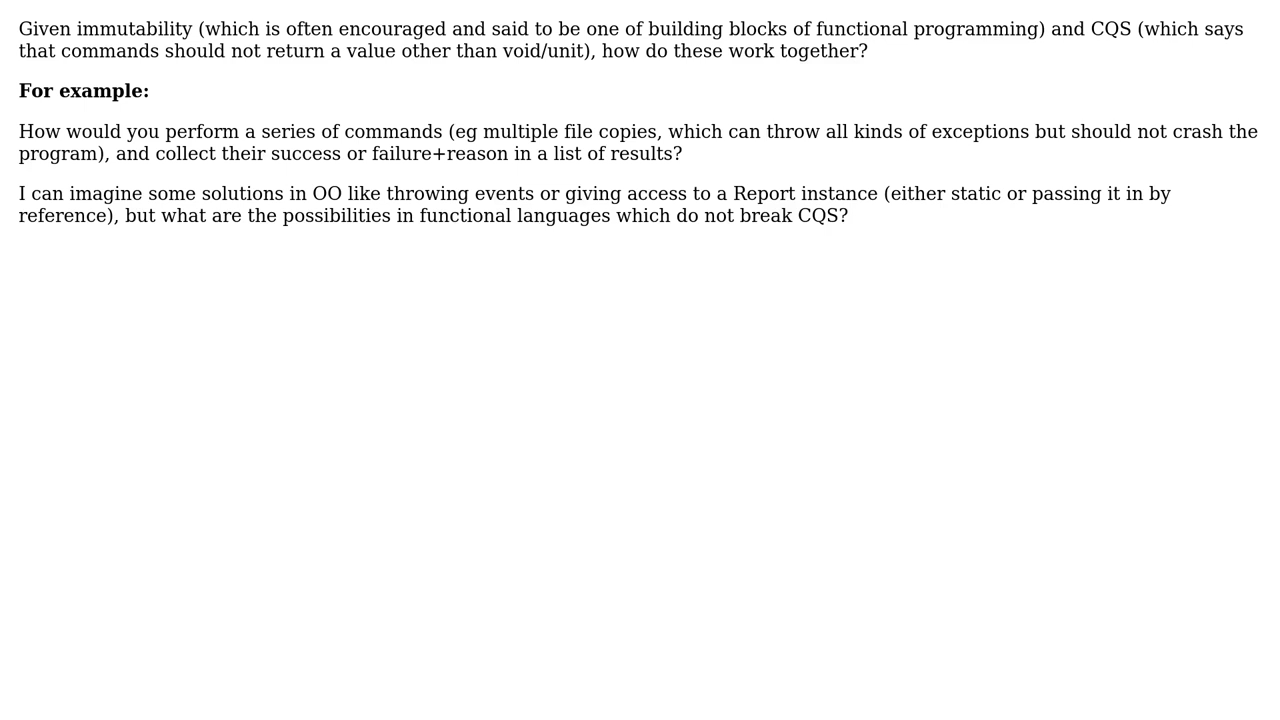 Given immutability (which is often encouraged and said to be one of building blocks of functional programming) and CQS (which says
that commands should not return a value other than void/unit), how do these work together?
For example:
How would you perform a series of commands (eg multiple file copies, which can throw all kinds of exceptions but should not crash the
program), and collect their success or failure+reason in a list of results?
I can imagine some solutions in OO like throwing events or giving access to a Report instance (either static or passing it in by
reference), but what are the possibilities in functional languages which do not break CQS?